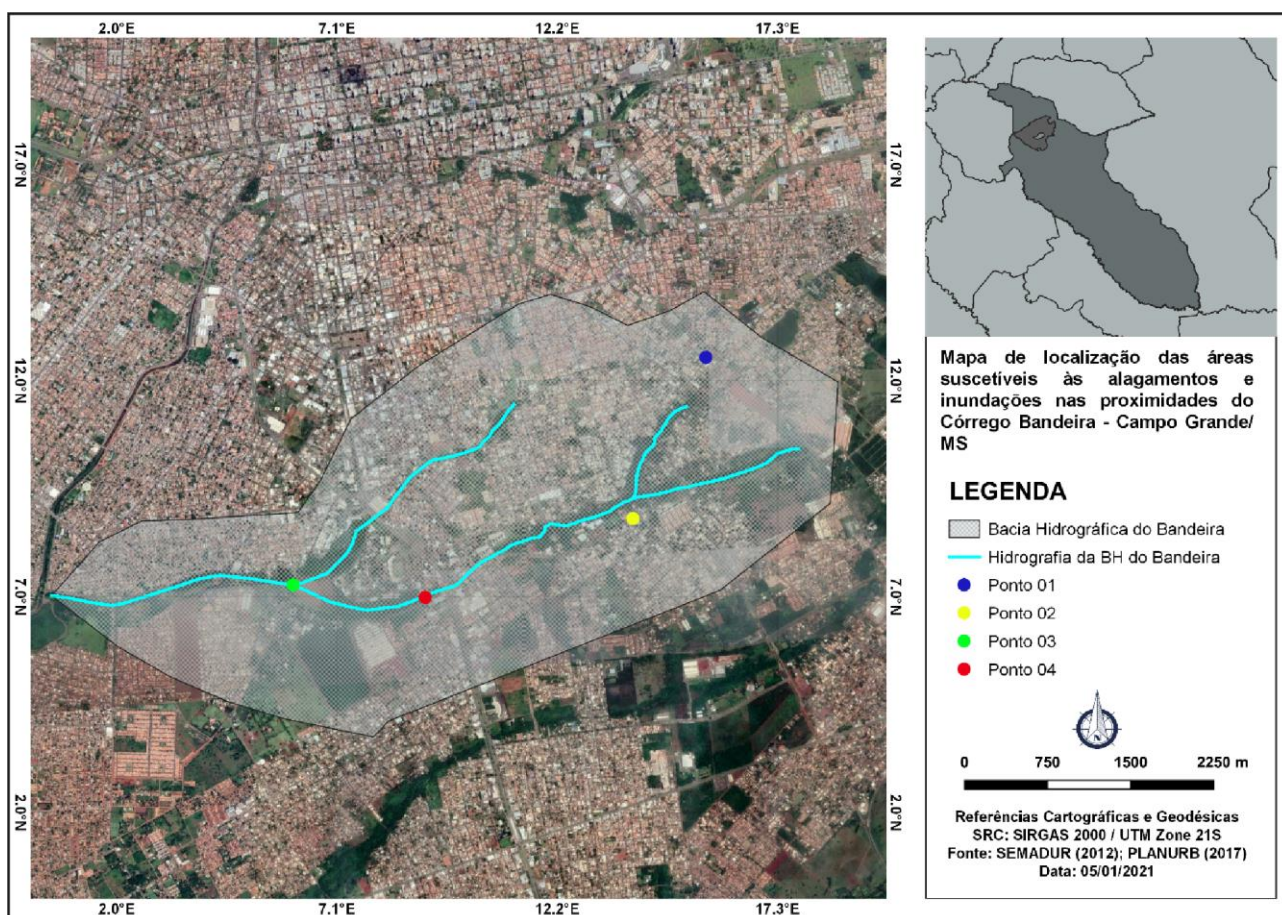 2.0°E 7.1°E 12.2°E 17.3°E
17.0°N 17.0°N
12.0°N 12.0°N
7.0°N 7.0°N
2.0°N 2.0°N
2.0°E 7.1°E 12.2°E 17.3°E
Mapa de localização das áreas
suscetíveis às alagamentos e
inundações nas proximidades do
Córrego Bandeira - Campo Grande/
MS
LEGENDA
Bacia Hidrográfica do Bandeira
Hidrografia da BH do Bandeira
Ponto 01
Ponto 02
Ponto 03
Ponto 04
N
0 750 1500 2250 m
Referências Cartográficas e Geodésicas
SRC: SIRGAS 2000 / UTM Zone 21S
Fonte: SEMADUR (2012); PLANURB (2017)
Data: 05/01/2021